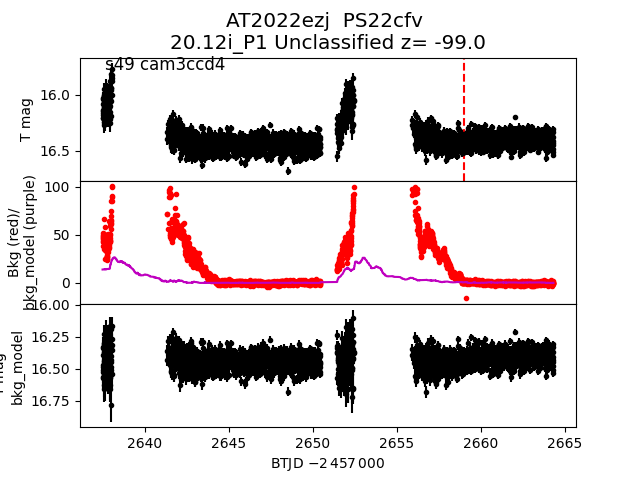 AT2022ezj  PS22cfv
20.12i_P1 Unclassified z= -99.0
s49 cam3ccd4
T mag
16.0
16.5
Bkg (red)/
bkg_model (purple)
100
50
0
bkg_model
16.00
16.25
16.50
16.75
2640 2645 2650 2655 2660 2665
BTJD −2 457 000